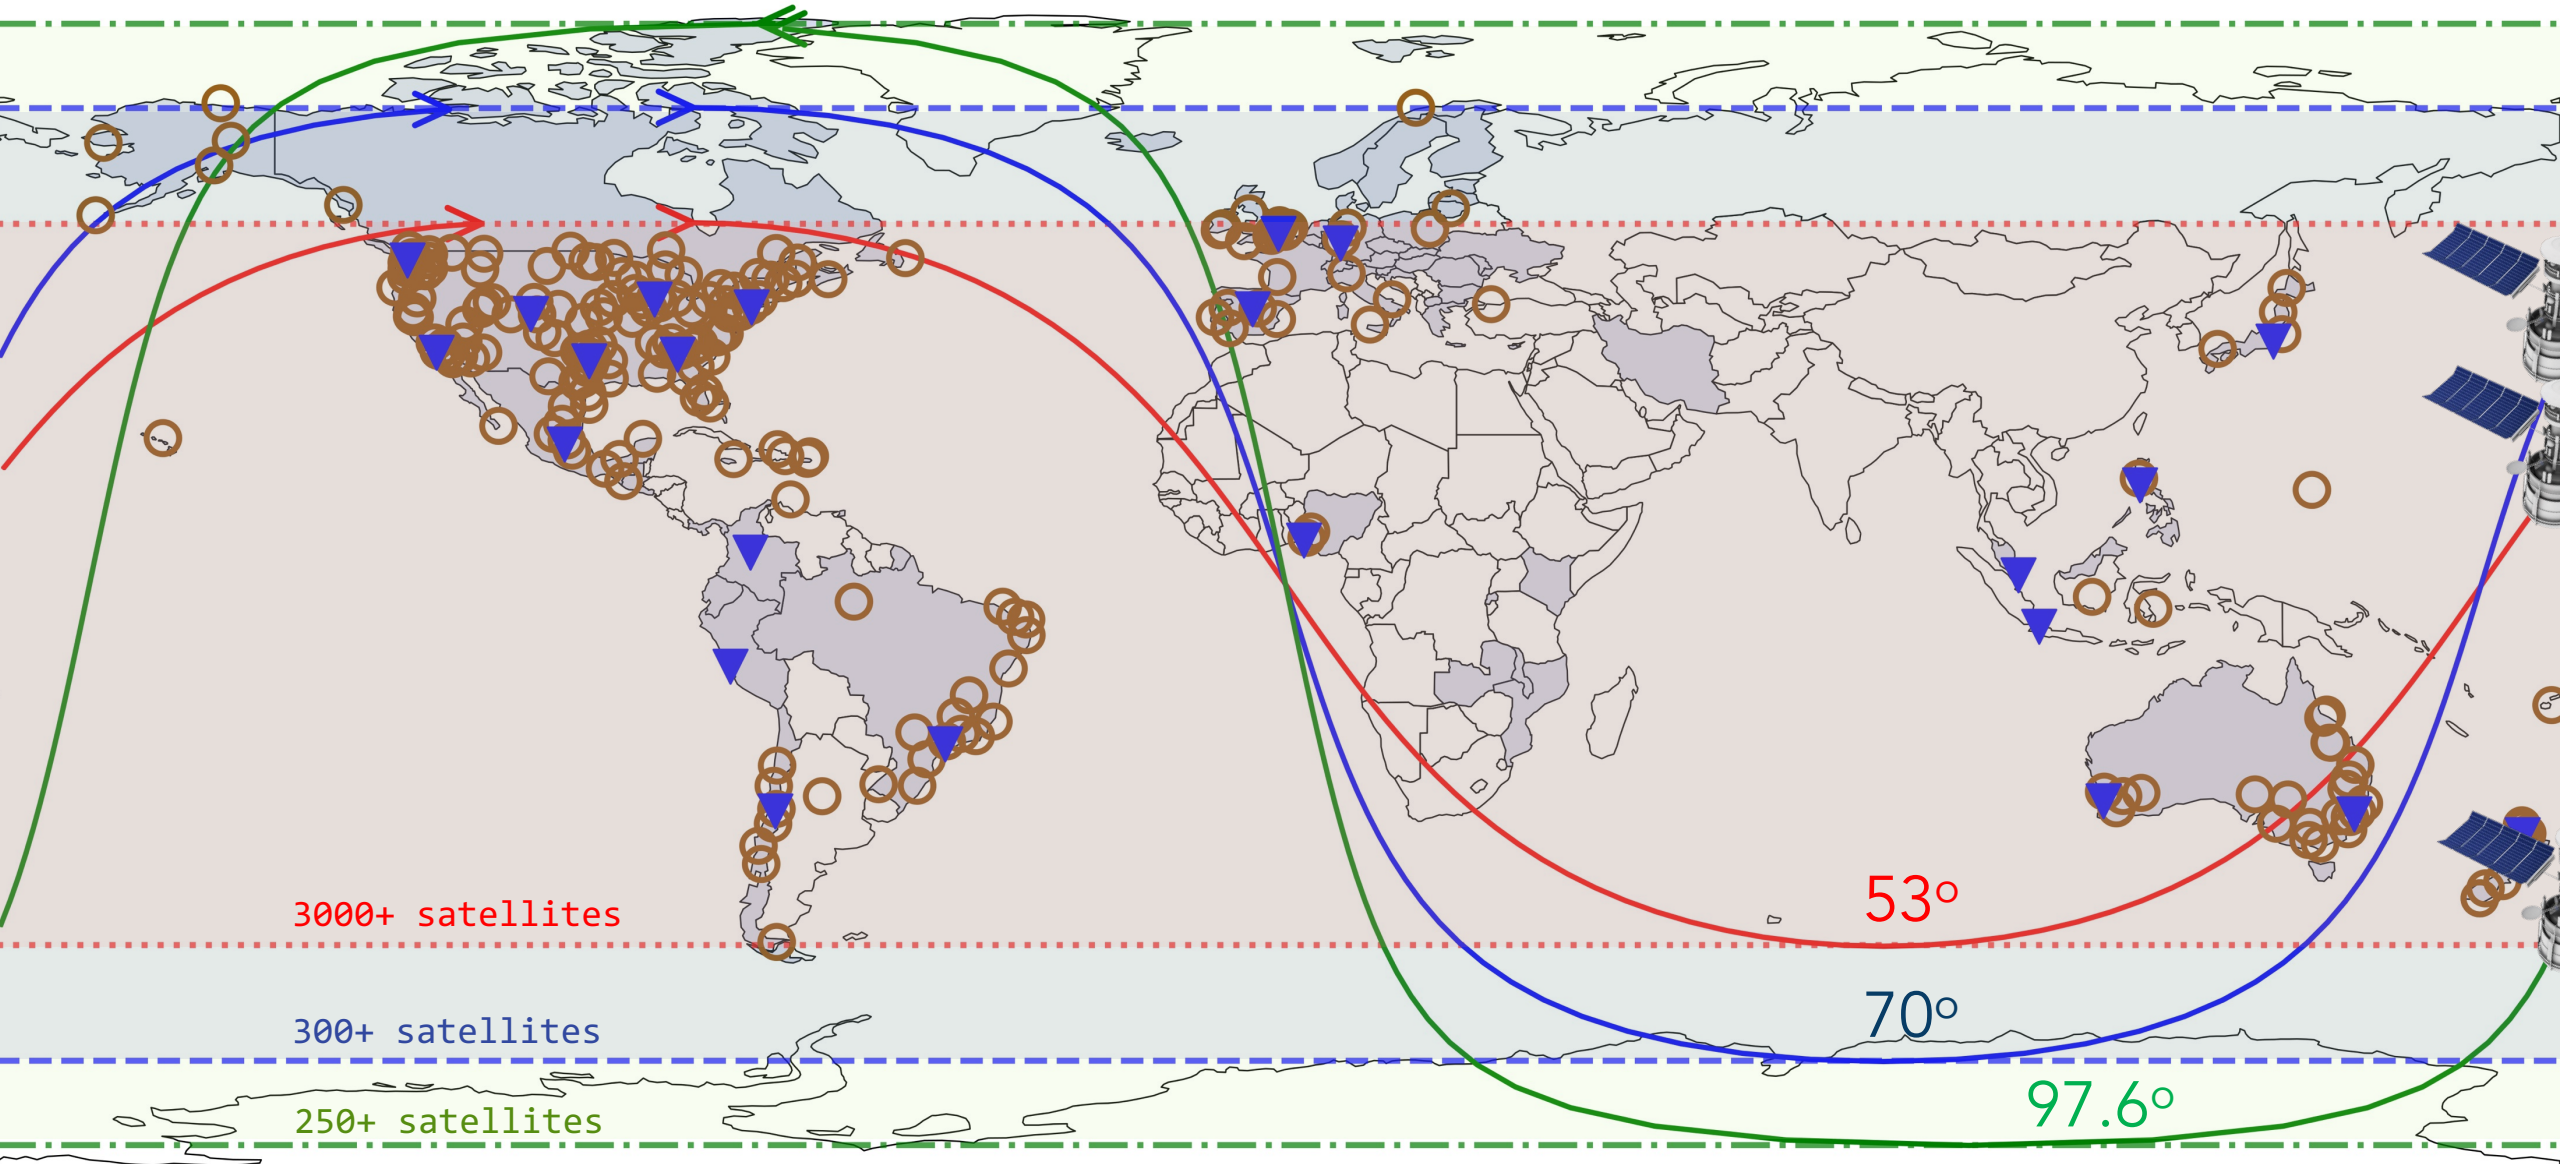 53°
3000+ satellites
70°
300+ satellites
97.6°
250+ satellites